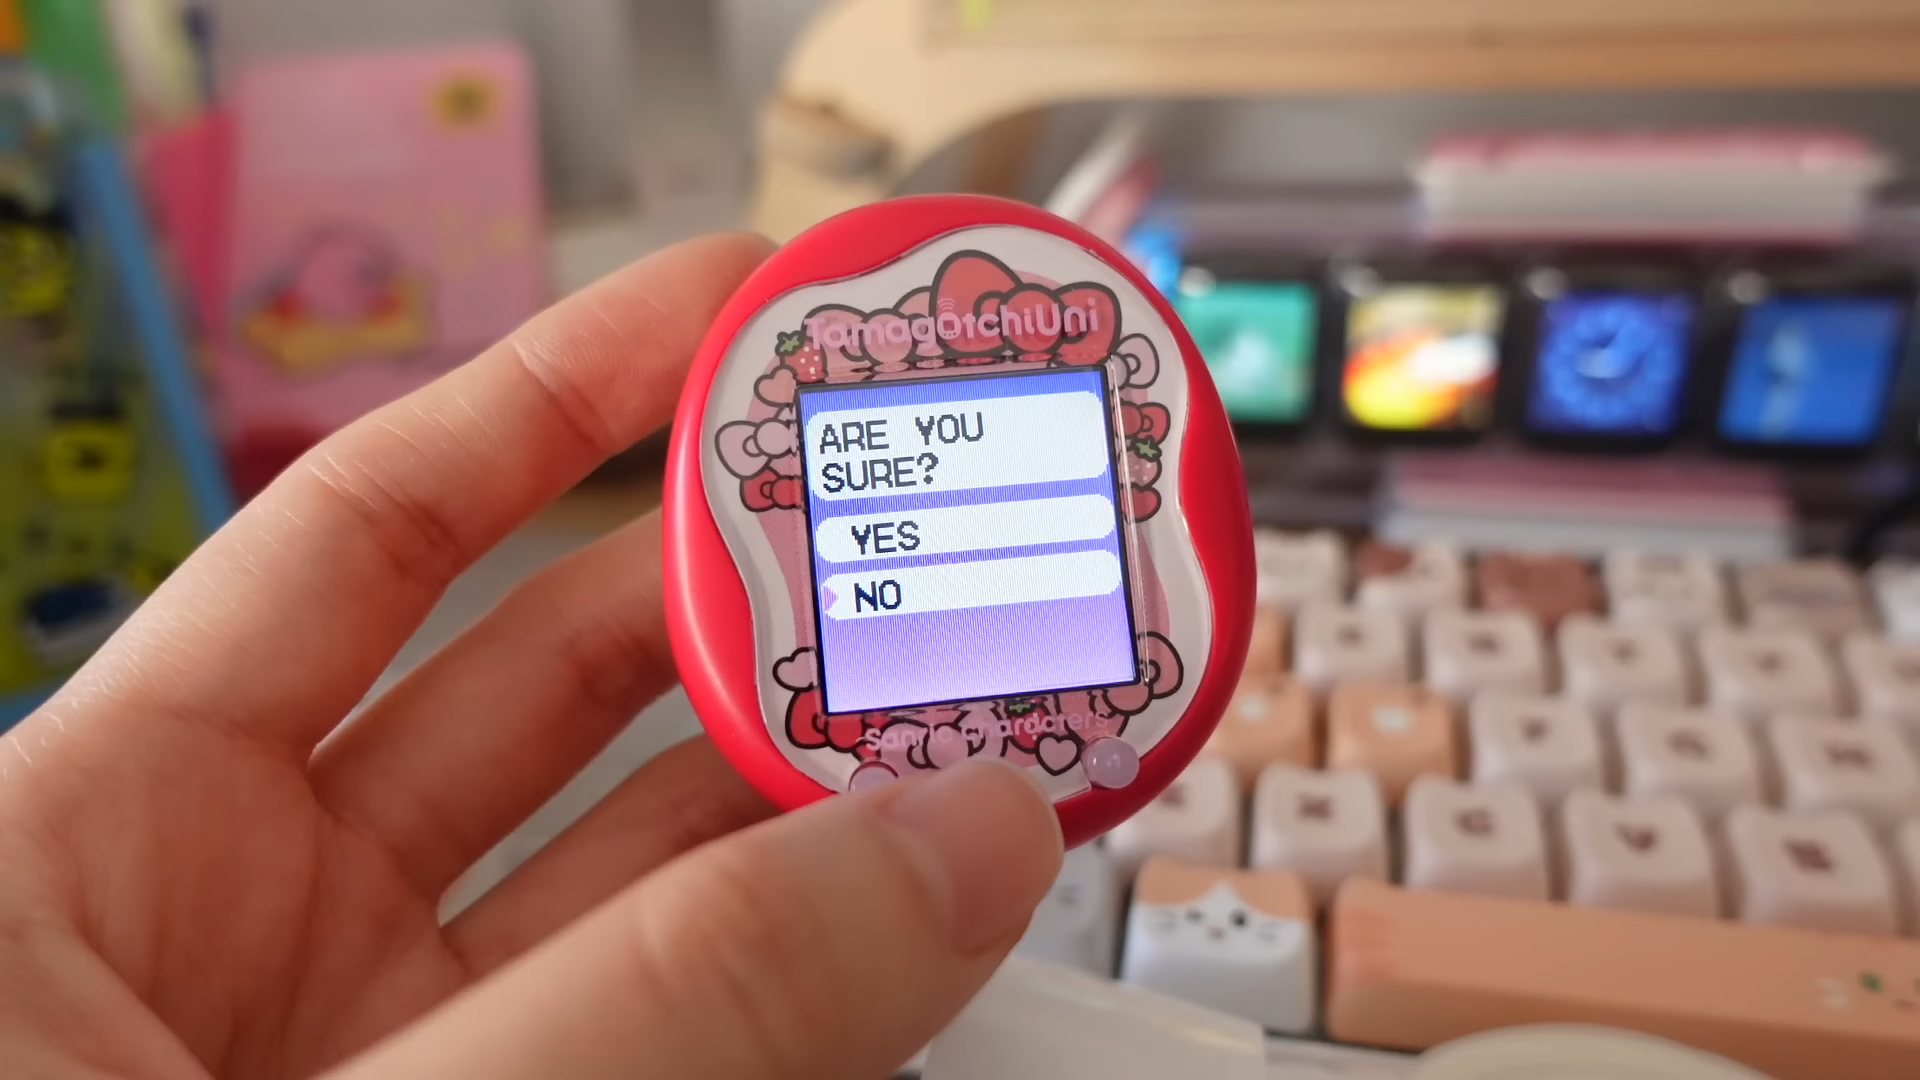 TamagotchiUni
ARE YOU
SURE?
YES
NO
Sanrio characters